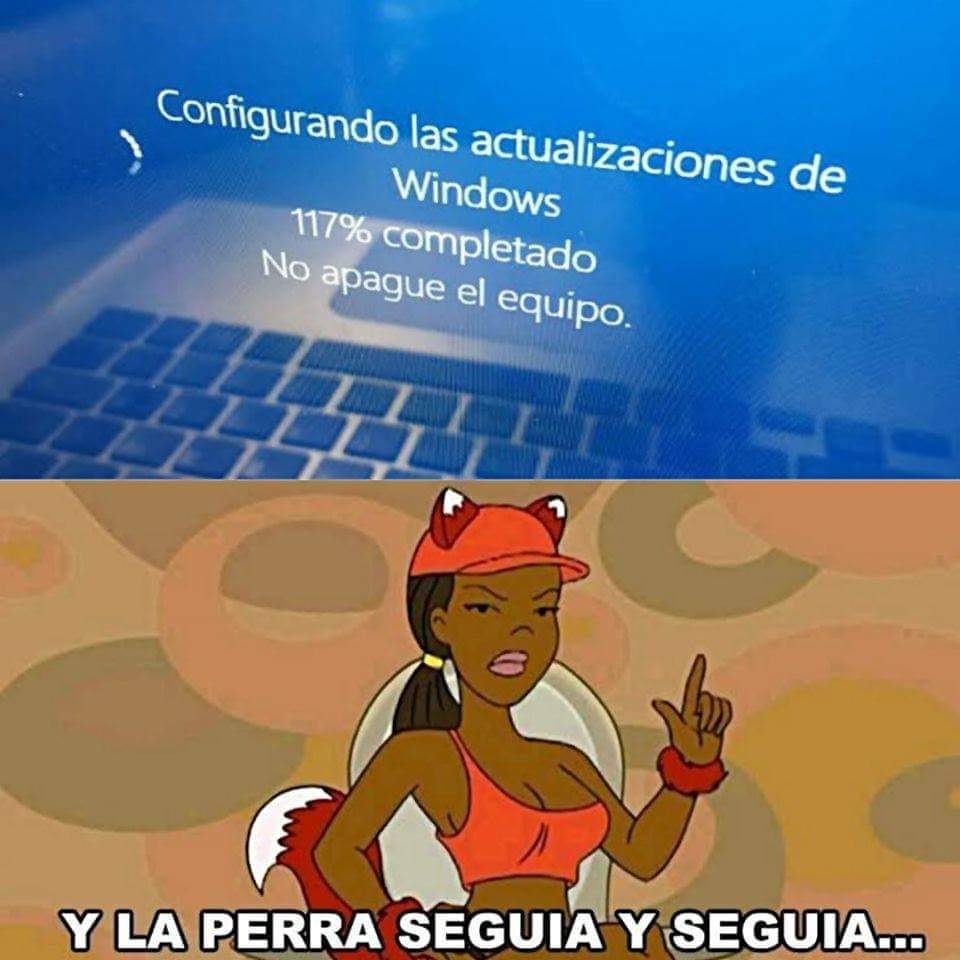 Configurando las actualizaciones de
Windows
117% completado
No apague el equipo.
Y LA PERRA SEGUIA Y SEGUIA...